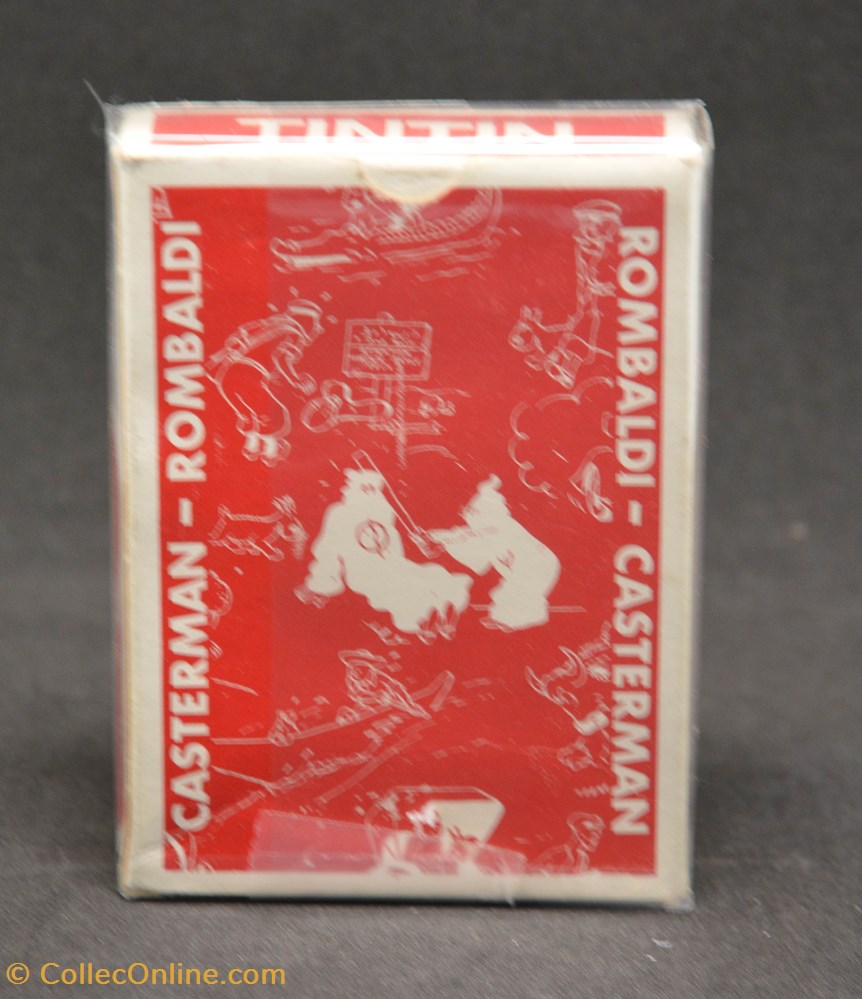 TINTIN
CASTERMAN – ROMBALDI
ROMBALDI – CASTERMAN
© CollecOnline.com